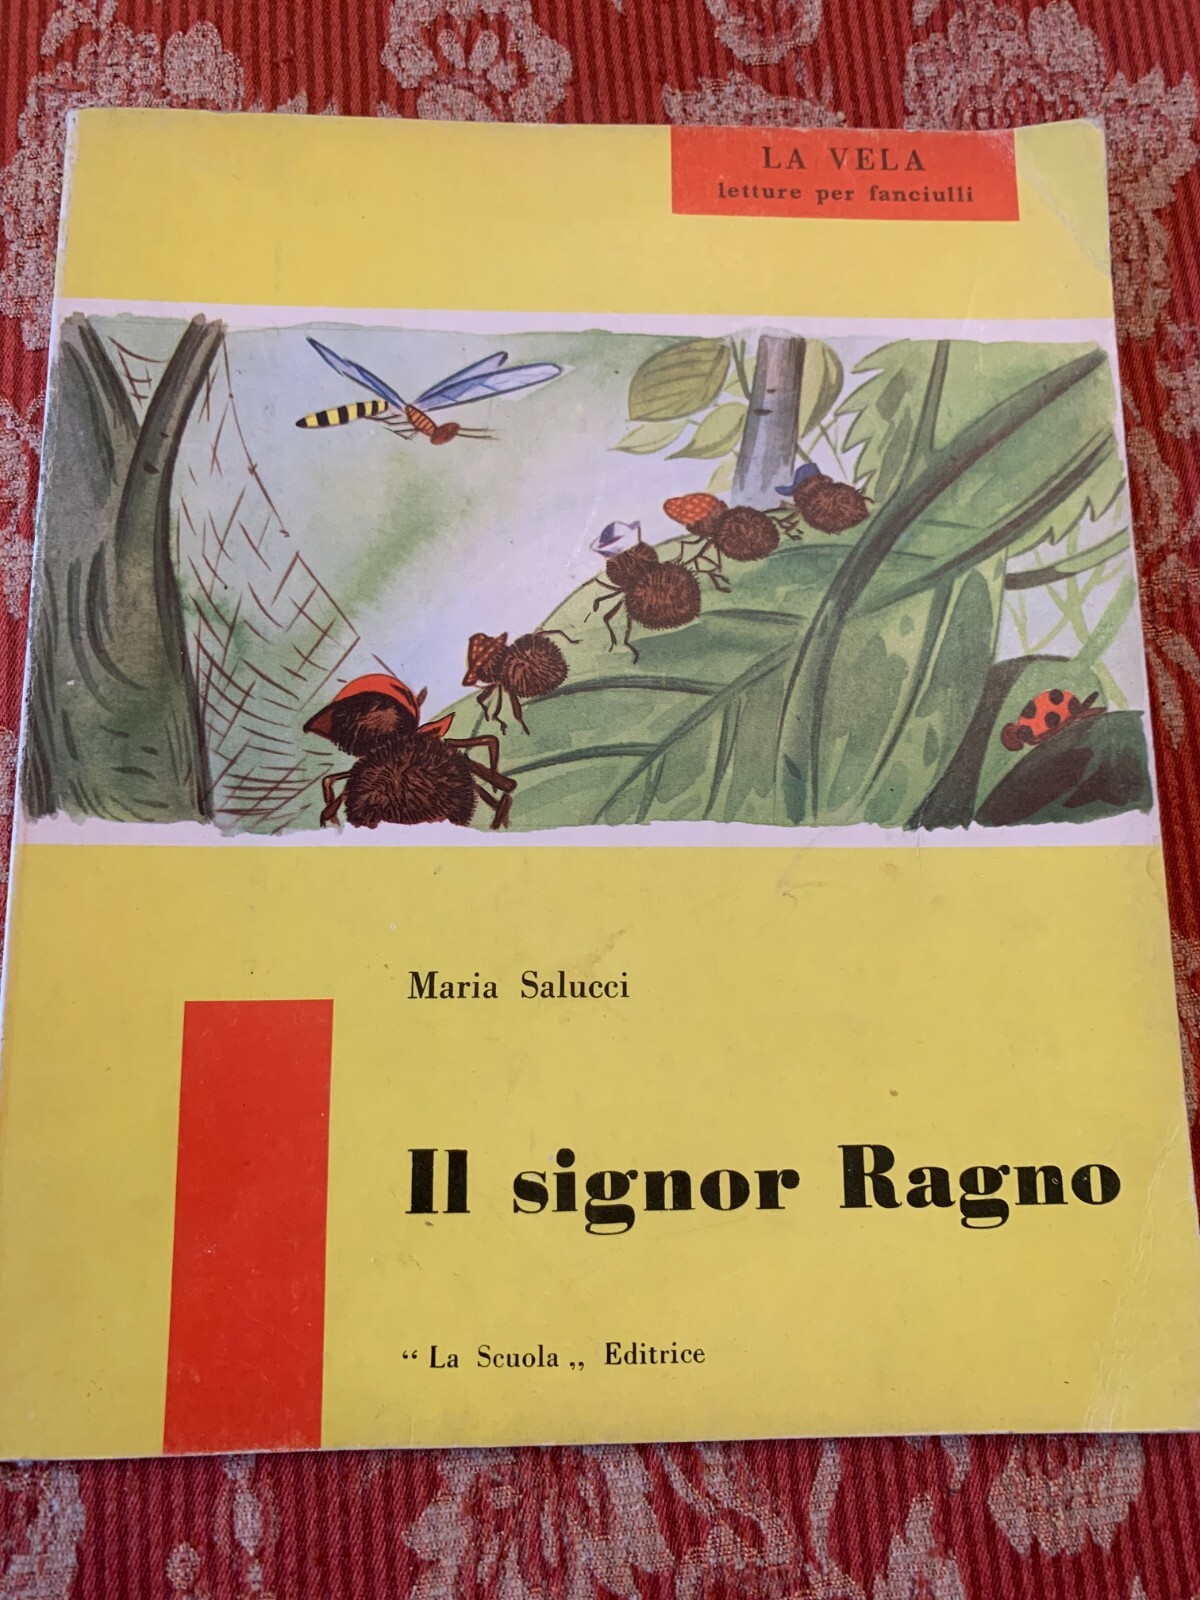 LA VELA
letture per fanciulli
Maria Salucci
Il signor Ragno
“ La Scuola „ Editrice